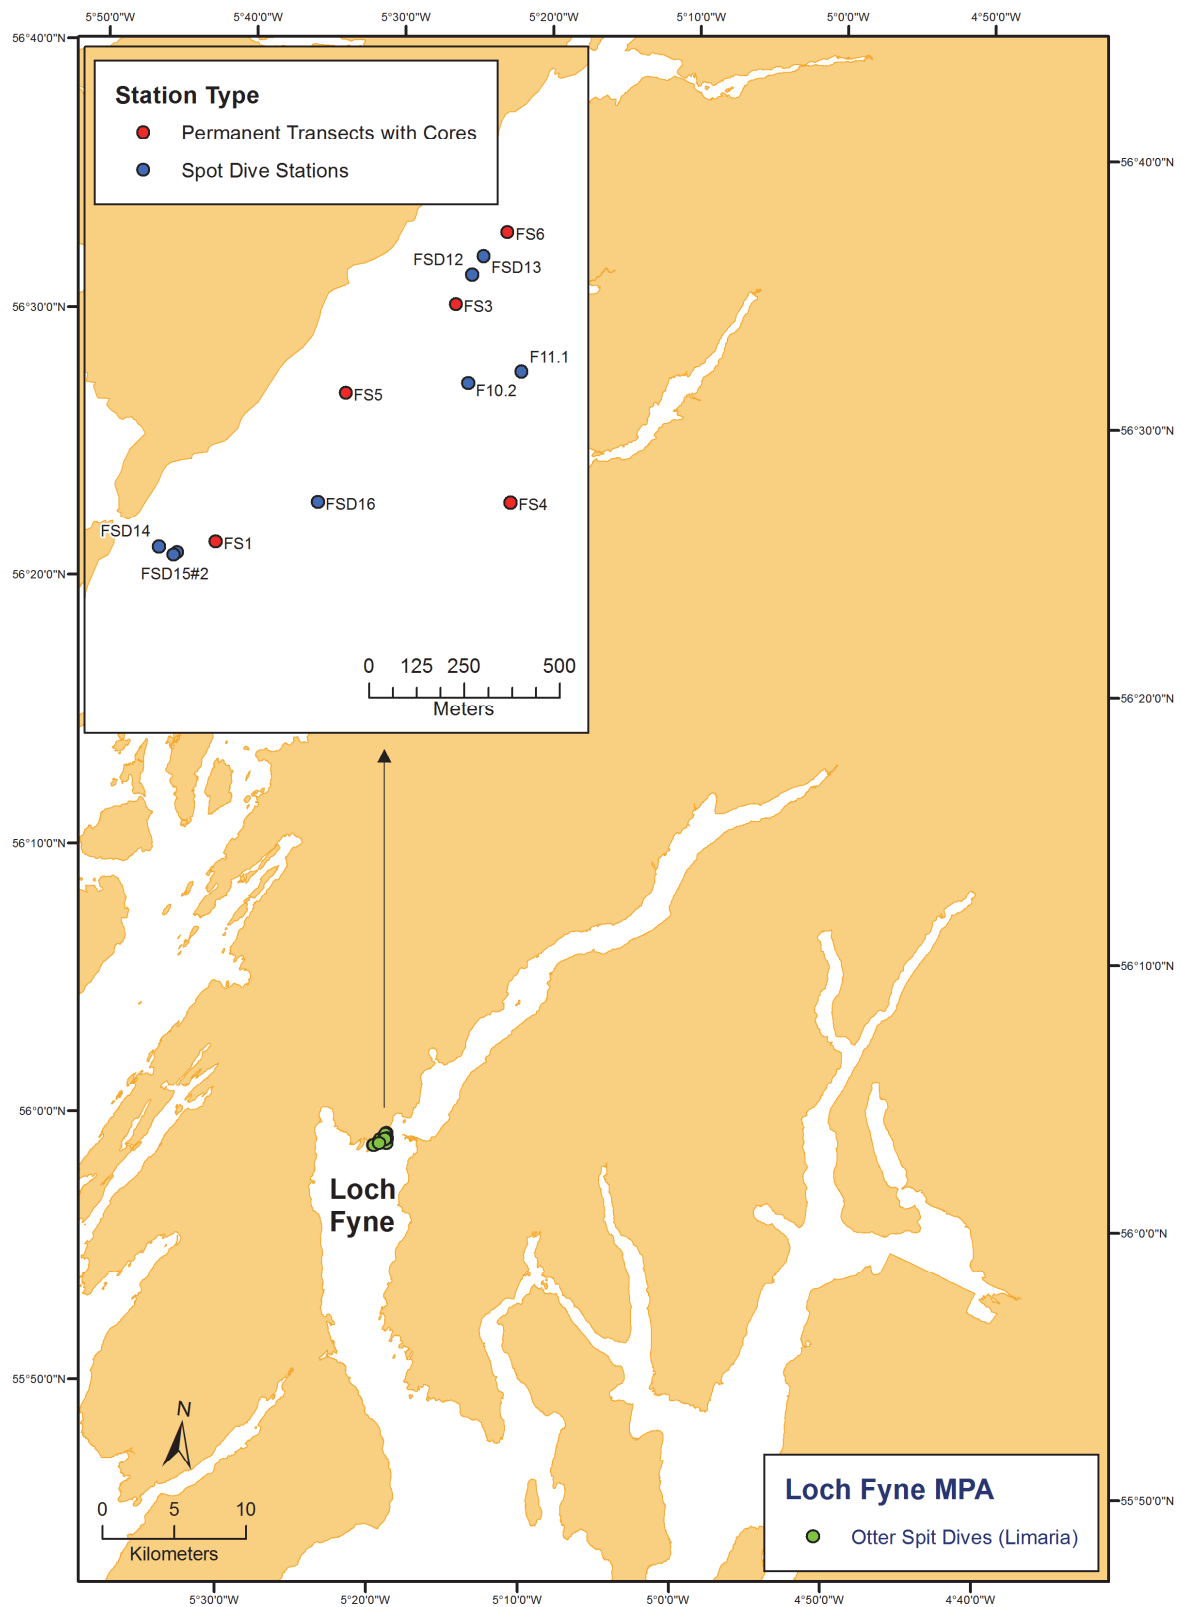 5°50'0"W 5°40'0"W 5°30'0"W 5°20'0"W 5°10'0"W 5°0'0"W 4°50'0"W
56°40'0"N
Station Type
Permanent Transects with Cores
Spot Dive Stations
56°40'0"N
FS6
FSD12
FSD13
56°30'0"N
FS3
F11.1
F10.2
FS5
56°30'0"N
FSD16
FS4
FSD14
FS1
FSD15#2
56°20'0"N
0 125 250 500
Meters
56°20'0"N
56°10'0"N
56°10'0"N
56°0'0"N
Loch
Fyne
56°0'0"N
55°50'0"N
N
0 5 10
Kilometers
Loch Fyne MPA
Otter Spit Dives (Limaria)
55°50'0"N
5°30'0"W 5°20'0"W 5°10'0"W 5°0'0"W 4°50'0"W 4°40'0"W